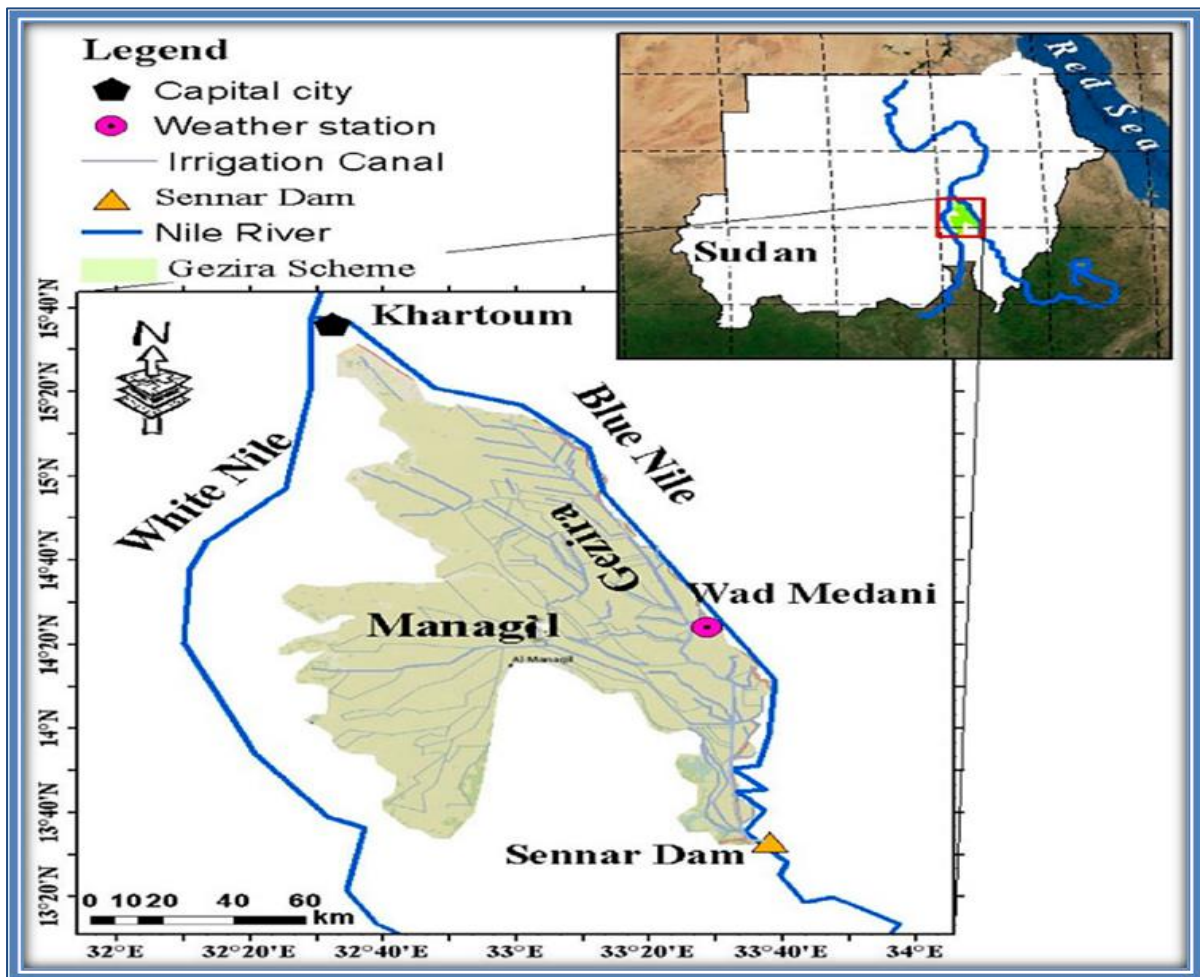 Legend
Capital city
Weather station
Irrigation Canal
Sennar Dam
Nile River
Gezira Scheme
Red Sea
Sudan
N
Khartoum
White Nile
Blue Nile
Gezira
Wad Medani
Managil
Al-Managil
Sennar Dam
0 10 20 40 60
km
15°40'N
15°20'N
15°N
14°40'N
14°20'N
14°N
13°40'N
13°20'N
32°E 32°20'E 32°40'E 33°E 33°20'E 33°40'E 34°E